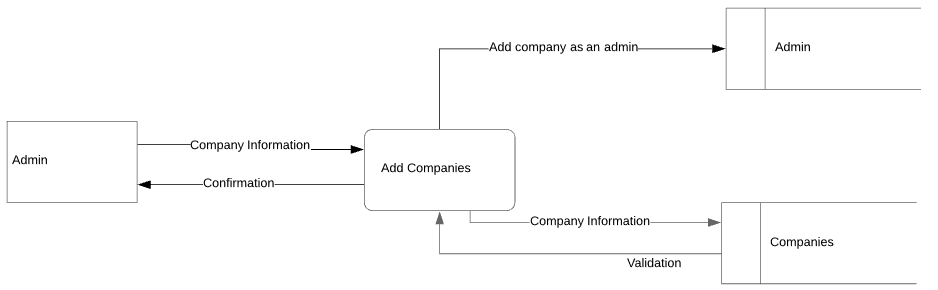 Add company as an admin
Admin
Company Information
Admin
Add Companies
Confirmation
Company Information
Companies
Validation